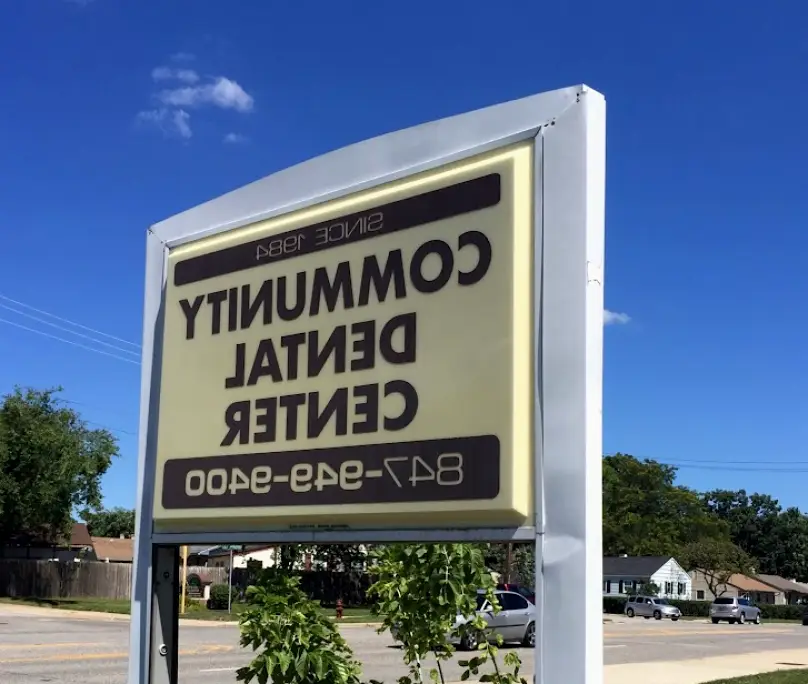 SINCE 1984
COMMUNITY
DENTAL
CENTER
847-949-9400